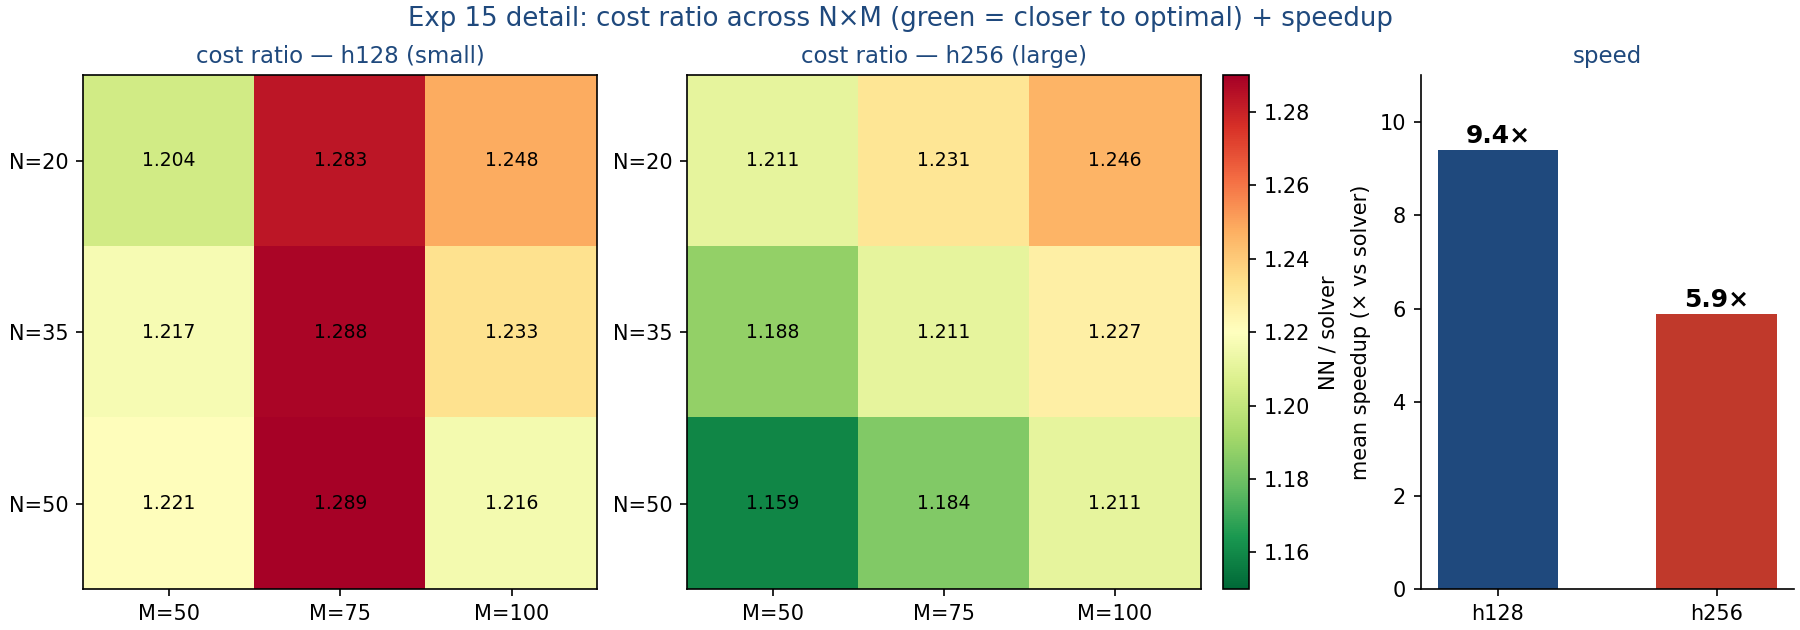 Exp 15 detail: cost ratio across N×M (green = closer to optimal) + speedup
cost ratio — h128 (small)
N=20
N=35
N=50
1.204 1.283 1.248
1.217 1.288 1.233
1.221 1.289 1.216
M=50 M=75 M=100
cost ratio — h256 (large)
N=20
N=35
N=50
1.211 1.231 1.246
1.188 1.211 1.227
1.159 1.184 1.211
M=50 M=75 M=100
1.28
1.26
1.24
1.22
1.20
1.18
1.16
NN / solver
speed
mean speedup (× vs solver)
10
8
6
4
2
0
9.4×
5.9×
h128 h256